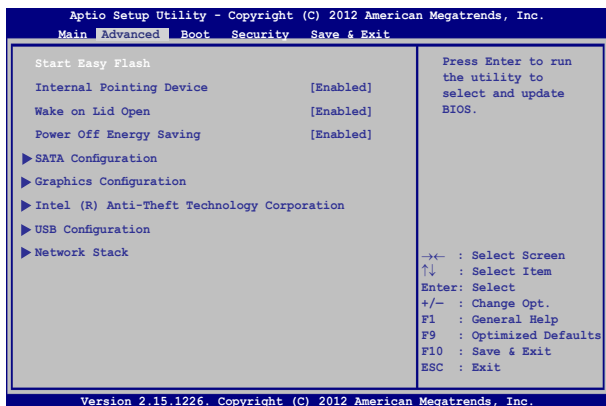 Aptio Setup Utility - Copyright (C) 2012 American Megatrends, Inc.
Main Advanced Boot Security Save & Exit
Start Easy Flash
Internal Pointing Device [Enabled]
Wake on Lid Open [Enabled]
Power Off Energy Saving [Enabled]
SATA Configuration
Graphics Configuration
Intel (R) Anti-Theft Technology Corporation
USB Configuration
Network Stack
Press Enter to run
the utility to
select and update
BIOS.
→← : Select Screen
↑↓ : Select Item
Enter: Select
+/— : Change Opt.
F1 : General Help
F9 : Optimized Defaults
F10 : Save & Exit
ESC : Exit
Version 2.15.1226. Copyright (C) 2012 American Megatrends, Inc.